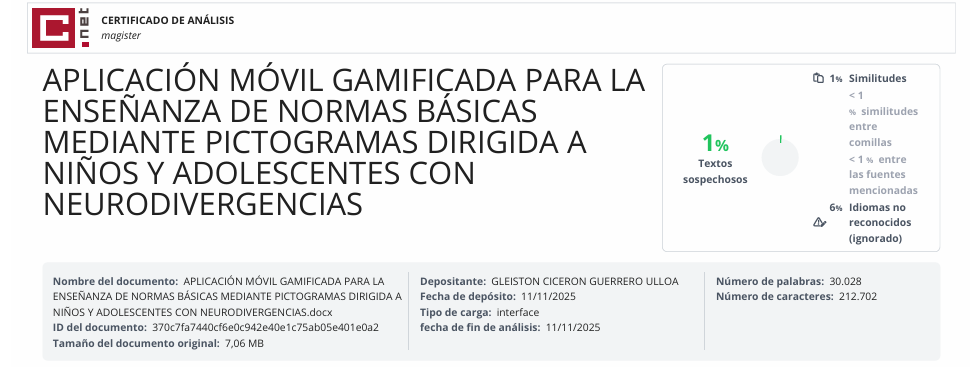 C
.net
CERTIFICADO DE ANÁLISIS
magister
APLICACIÓN MÓVIL GAMIFICADA PARA LA
ENSEÑANZA DE NORMAS BÁSICAS
MEDIANTE PICTOGRAMAS DIRIGIDA A
NIÑOS Y ADOLESCENTES CON
NEURODIVERGENCIAS
1%
Textos
sospechosos
1% Similitudes
< 1
% similitudes
entre
comillas
< 1 % entre
las fuentes
mencionadas
6% Idiomas no
reconocidos
(ignorado)
Nombre del documento: APLICACIÓN MÓVIL GAMIFICADA PARA LA
ENSEÑANZA DE NORMAS BÁSICAS MEDIANTE PICTOGRAMAS DIRIGIDA A
NIÑOS Y ADOLESCENTES CON NEURODIVERGENCIAS.docx
ID del documento: 370c7fa7440cf6e0c942e40e1c75ab05e401e0a2
Tamaño del documento original: 7,06 MB
Depositante: GLEISTON CICERON GUERRERO ULLOA
Fecha de depósito: 11/11/2025
Tipo de carga: interface
fecha de fin de análisis: 11/11/2025
Número de palabras: 30.028
Número de caracteres: 212.702